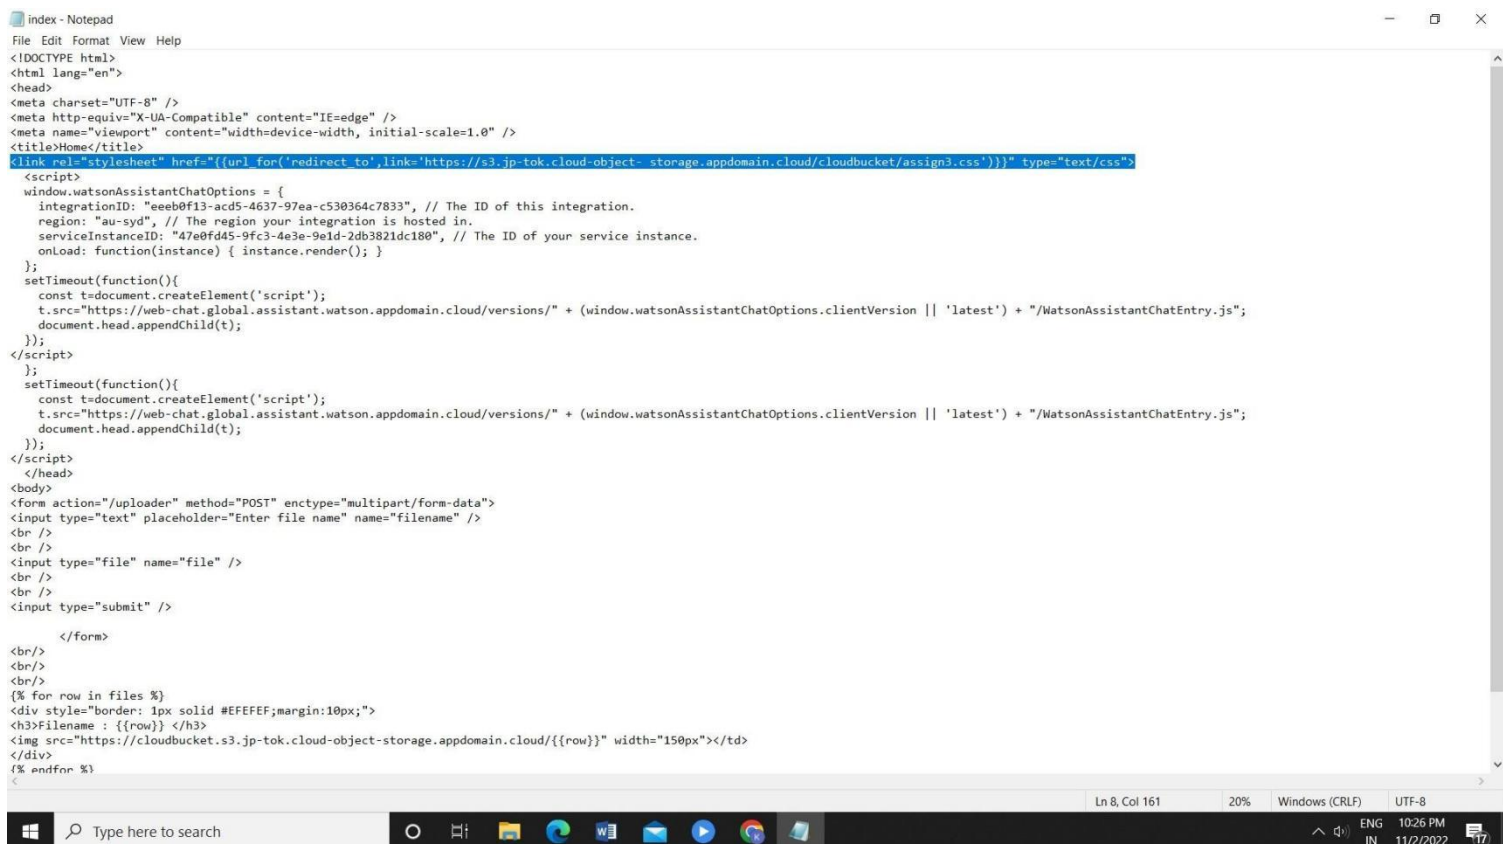 index - Notepad
File Edit Format View Help
<!DOCTYPE html>
<html lang="en">
<head>
<meta charset="UTF-8" />
<meta http-equiv="X-UA-Compatible" content="IE=edge" />
<meta name="viewport" content="width=device-width, initial-scale=1.0" />
<title>Home</title>
<link rel="stylesheet" href="{{url_for('redirect_to',link='https://s3.jp-tok.cloud-object- storage.appdomain.cloud/cloudbucket/assign3.css')}}" type="text/css">
<script>
window.watsonAssistantChatOptions = {
integrationID: "eeeb0f13-acd5-4637-97ea-c530364c7833", // The ID of this integration.
region: "au-syd", // The region your integration is hosted in.
serviceInstanceID: "47e0fd45-9fc3-4e3e-9e1d-2db3821dc180", // The ID of your service instance.
onLoad: function(instance) { instance.render(); }
};
setTimeout(function(){
const t=document.createElement('script');
t.src="https://web-chat.global.assistant.watson.appdomain.cloud/versions/" + (window.watsonAssistantChatOptions.clientVersion || 'latest') + "/WatsonAssistantChatEntry.js";
document.head.appendChild(t);
});
</script>
};
setTimeout(function(){
const t=document.createElement('script');
t.src="https://web-chat.global.assistant.watson.appdomain.cloud/versions/" + (window.watsonAssistantChatOptions.clientVersion || 'latest') + "/WatsonAssistantChatEntry.js";
document.head.appendChild(t);
});
</script>
</head>
<body>
<form action="/uploader" method="POST" enctype="multipart/form-data">
<input type="text" placeholder="Enter file name" name="filename" />
<br />
<br />
<input type="file" name="file" />
<br />
<br />
<input type="submit" />
</form>
<br/>
<br/>
<br/>
{% for row in files %}
<div style="border: 1px solid #EFEFEF;margin:10px;">
<h3>Filename : {{row}} </h3>
<img src="https://cloudbucket.s3.jp-tok.cloud-object-storage.appdomain.cloud/{{row}}" width="150px"></td>
</div>
{% endfor %}
Ln 8, Col 161 20% Windows (CRLF) UTF-8
Type here to search
ENG 10:26 PM
IN 11/2/2022 17